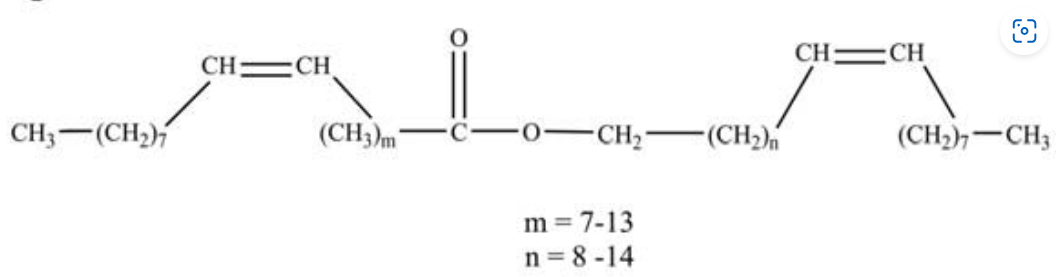 O
CH CH CH CH
CH₃ (CH₂)₇ (CH₃)ₘ C O CH₂ (CH₂)ₙ (CH₂)₇ CH₃
m = 7-13
n = 8 -14